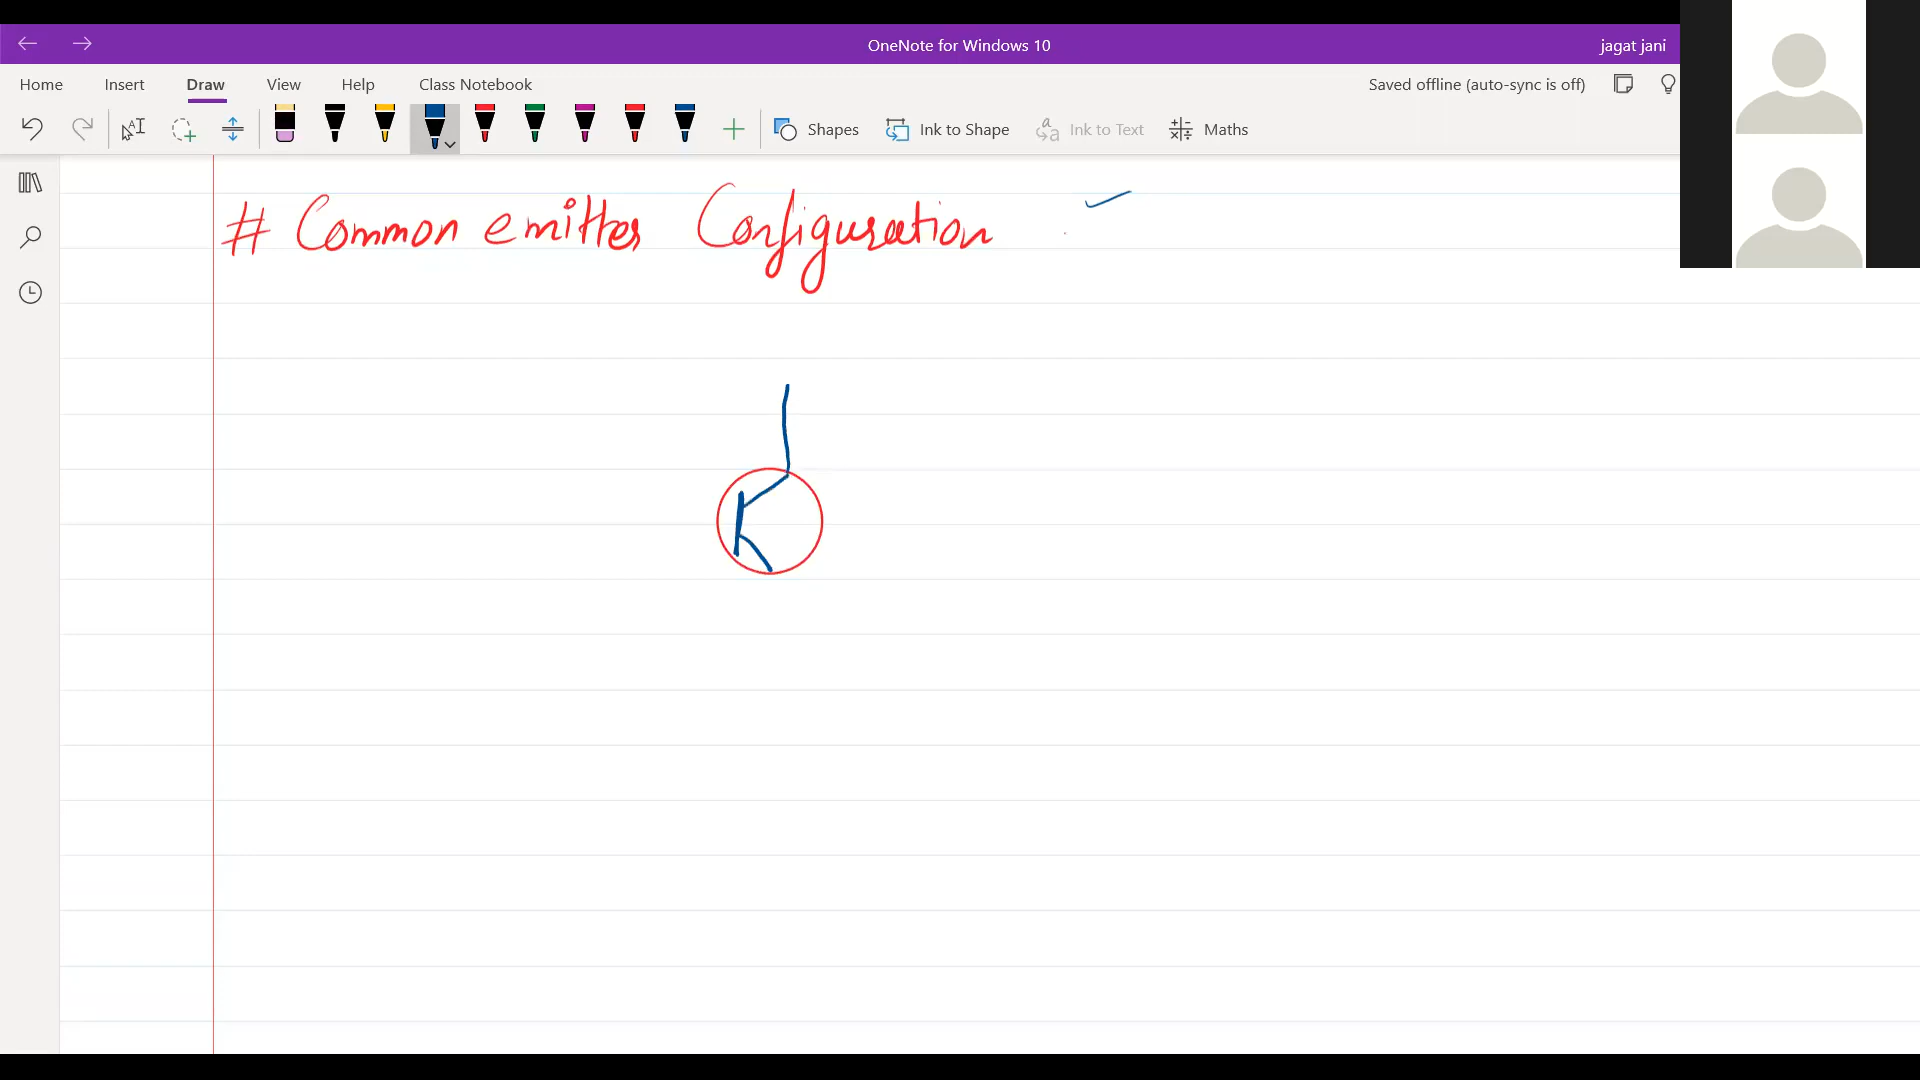 OneNote for Windows 10
jagat jani
Home Insert Draw View Help Class Notebook
Saved offline (auto-sync is off)
Shapes Ink to Shape Ink to Text Maths
# Common emitter Configuration